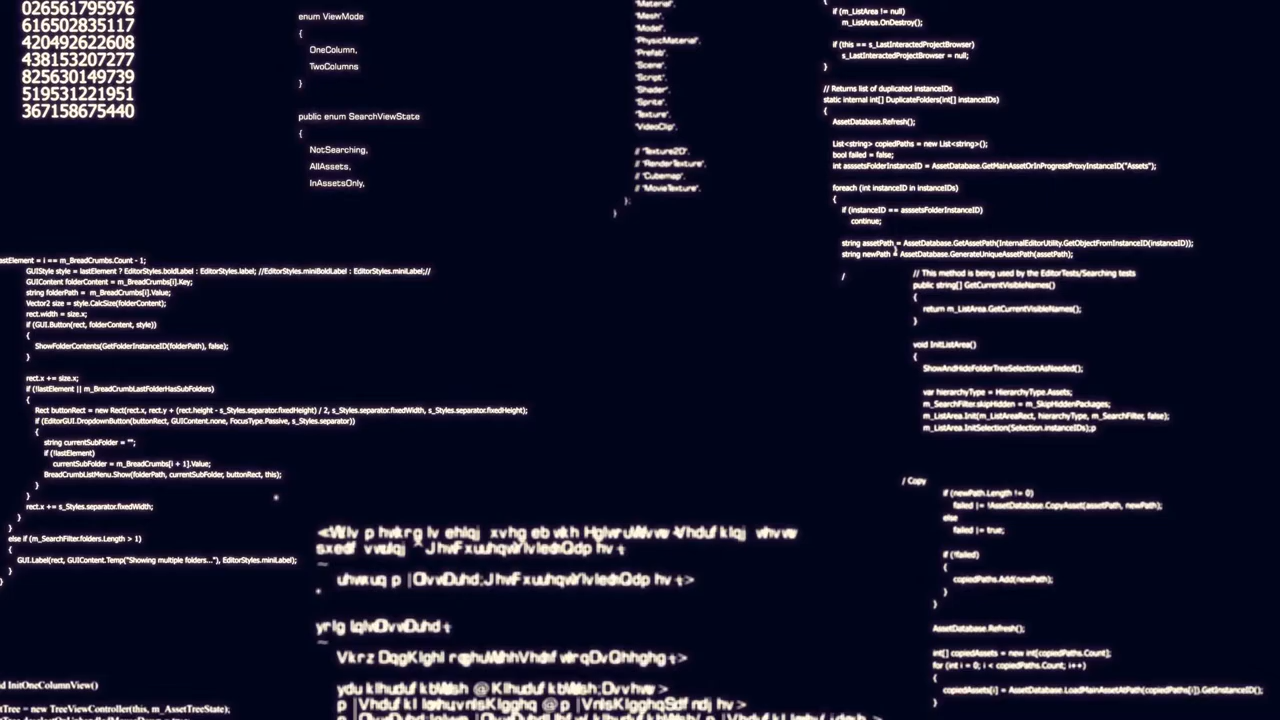 026561795976
616502835117
420492622608
438153207277
825630149739
519531221951
367158675440
enum ViewMode
{
OneColumn,
TwoColumns
}
public enum SearchViewState
{
NotSearching,
AllAssets,
InAssetsOnly,
"Material",
"Mesh",
"Model",
"PhysicMaterial",
"Prefab",
"Scene",
"Script",
"Shader",
"Sprite",
"Texture",
"VideoClip",
// "Texture2D",
// "RenderTexture",
// "Cubemap",
// "MovieTexture",
};
}
if (m_ListArea != null)
m_ListArea.OnDestroy();
if (this == s_LastInteractedProjectBrowser)
s_LastInteractedProjectBrowser = null;
}
// Returns list of duplicated instanceIDs
static internal int[] DuplicateFolders(int[] instanceIDs)
{
AssetDatabase.Refresh();
List<string> copiedPaths = new List<string>();
bool failed = false;
int asssetsFolderInstanceID = AssetDatabase.GetMainAssetOrInProgressProxyInstanceID("Assets");
foreach (int instanceID in instanceIDs)
{
if (instanceID == asssetsFolderInstanceID)
continue;
string assetPath = AssetDatabase.GetAssetPath(InternalEditorUtility.GetObjectFromInstanceID(instanceID));
string newPath = AssetDatabase.GenerateUniqueAssetPath(assetPath);
/
// This method is being used by the EditorTests/Searching tests
public string[] GetCurrentVisibleNames()
{
return m_ListArea.GetCurrentVisibleNames();
}
void InitListArea()
{
ShowAndHideFolderTreeSelectionAsNeeded();
var hierarchyType = HierarchyType.Assets;
m_SearchFilter.skipHidden = m_SkipHiddenPackages;
m_ListArea.Init(m_ListAreaRect, hierarchyType, m_SearchFilter, false);
m_ListArea.InitSelection(Selection.instanceIDs);p
/ Copy
if (newPath.Length != 0)
failed |= !AssetDatabase.CopyAsset(assetPath, newPath);
else
failed |= true;
if (!failed)
{
copiedPaths.Add(newPath);
}
}
AssetDatabase.Refresh();
int[] copiedAssets = new int[copiedPaths.Count];
for (int i = 0; i < copiedPaths.Count; i++)
{
copiedAssets[i] = AssetDatabase.LoadMainAssetAtPath(copiedPaths[i]).GetInstanceID();
}
lastElement = i == m_BreadCrumbs.Count - 1;
GUIStyle style = lastElement ? EditorStyles.boldLabel : EditorStyles.label; //EditorStyles.miniBoldLabel : EditorStyles.miniLabel;//
GUIContent folderContent = m_BreadCrumbs[i].Key;
string folderPath = m_BreadCrumbs[i].Value;
Vector2 size = style.CalcSize(folderContent);
rect.width = size.x;
if (GUI.Button(rect, folderContent, style))
{
ShowFolderContents(GetFolderInstanceID(folderPath), false);
}
rect.x += size.x;
if (!lastElement || m_BreadCrumbLastFolderHasSubFolders)
{
Rect buttonRect = new Rect(rect.x, rect.y + (rect.height - s_Styles.separator.fixedHeight) / 2, s_Styles.separator.fixedWidth, s_Styles.separator.fixedHeight);
if (EditorGUI.DropdownButton(buttonRect, GUIContent.none, FocusType.Passive, s_Styles.separator))
{
string currentSubFolder = "";
if (!lastElement)
currentSubFolder = m_BreadCrumbs[i + 1].Value;
BreadCrumbListMenu.Show(folderPath, currentSubFolder, buttonRect, this);
}
}
rect.x += s_Styles.separator.fixedWidth;
}
}
else if (m_SearchFilter.folders.Length > 1)
{
GUI.Label(rect, GUIContent.Temp("Showing multiple folders..."), EditorStyles.miniLabel);
}
}
d InitOneColumnView()
tTree = new TreeViewController(this, m_AssetTreeState);